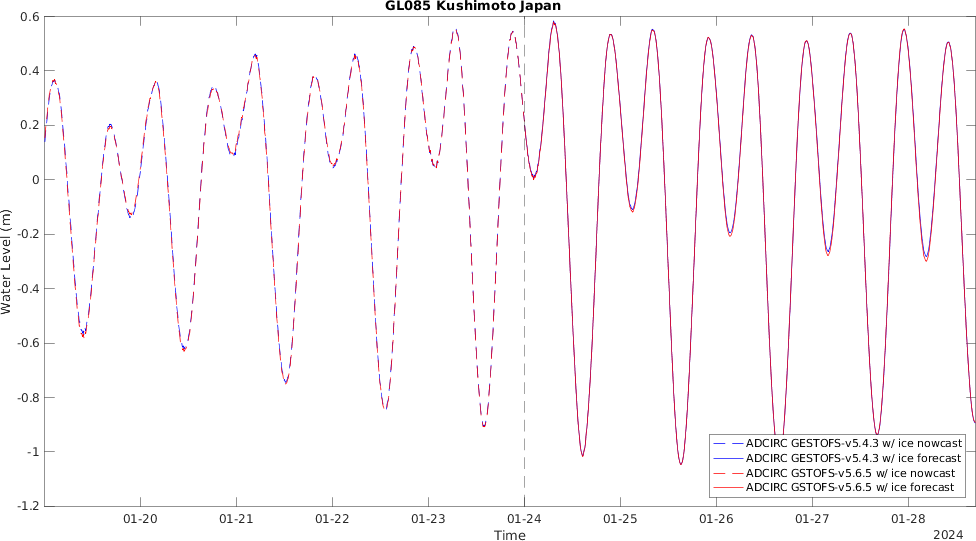 GL085 Kushimoto Japan
0.6
0.4
0.2
0
-0.2
-0.4
-0.6
-0.8
-1
-1.2
Water Level (m)
ADCIRC GESTOFS-v5.4.3 w/ ice nowcast
ADCIRC GESTOFS-v5.4.3 w/ ice forecast
ADCIRC GSTOFS-v5.6.5 w/ ice nowcast
ADCIRC GSTOFS-v5.6.5 w/ ice forecast
01-20 01-21 01-22 01-23 01-24 01-25 01-26 01-27 01-28
Time
2024